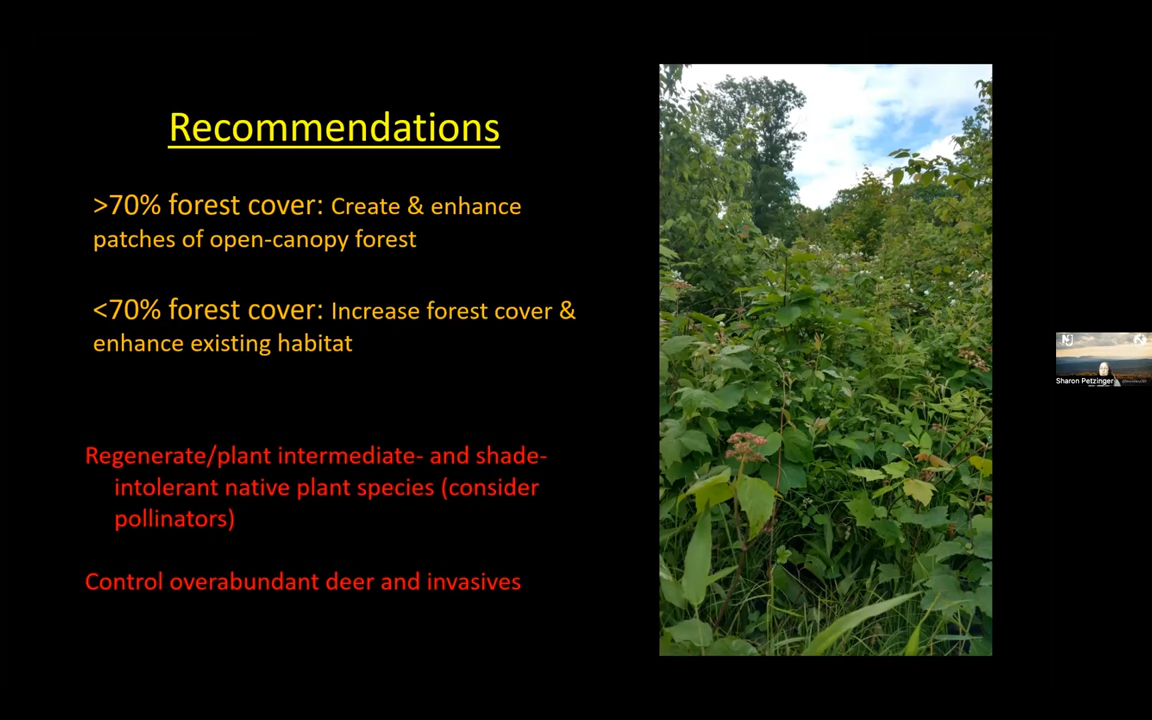 Recommendations
>70% forest cover: Create & enhance
patches of open-canopy forest
<70% forest cover: Increase forest cover &
enhance existing habitat
Regenerate/plant intermediate- and shade-
intolerant native plant species (consider
pollinators)
Control overabundant deer and invasives
NJ
Sharon Petzinger